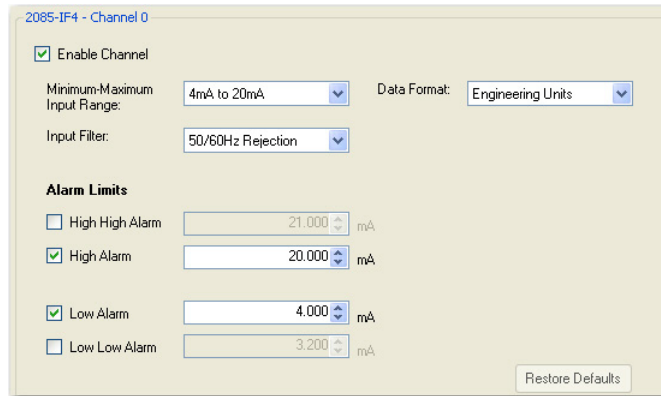 2085-IF4 - Channel 0
Enable Channel
Minimum-Maximum
Input Range:
4mA to 20mA
Data Format:
Engineering Units
Input Filter:
50/60Hz Rejection
Alarm Limits
High High Alarm 21.000 mA
High Alarm 20.000 mA
Low Alarm 4.000 mA
Low Low Alarm 3.200 mA
Restore Defaults